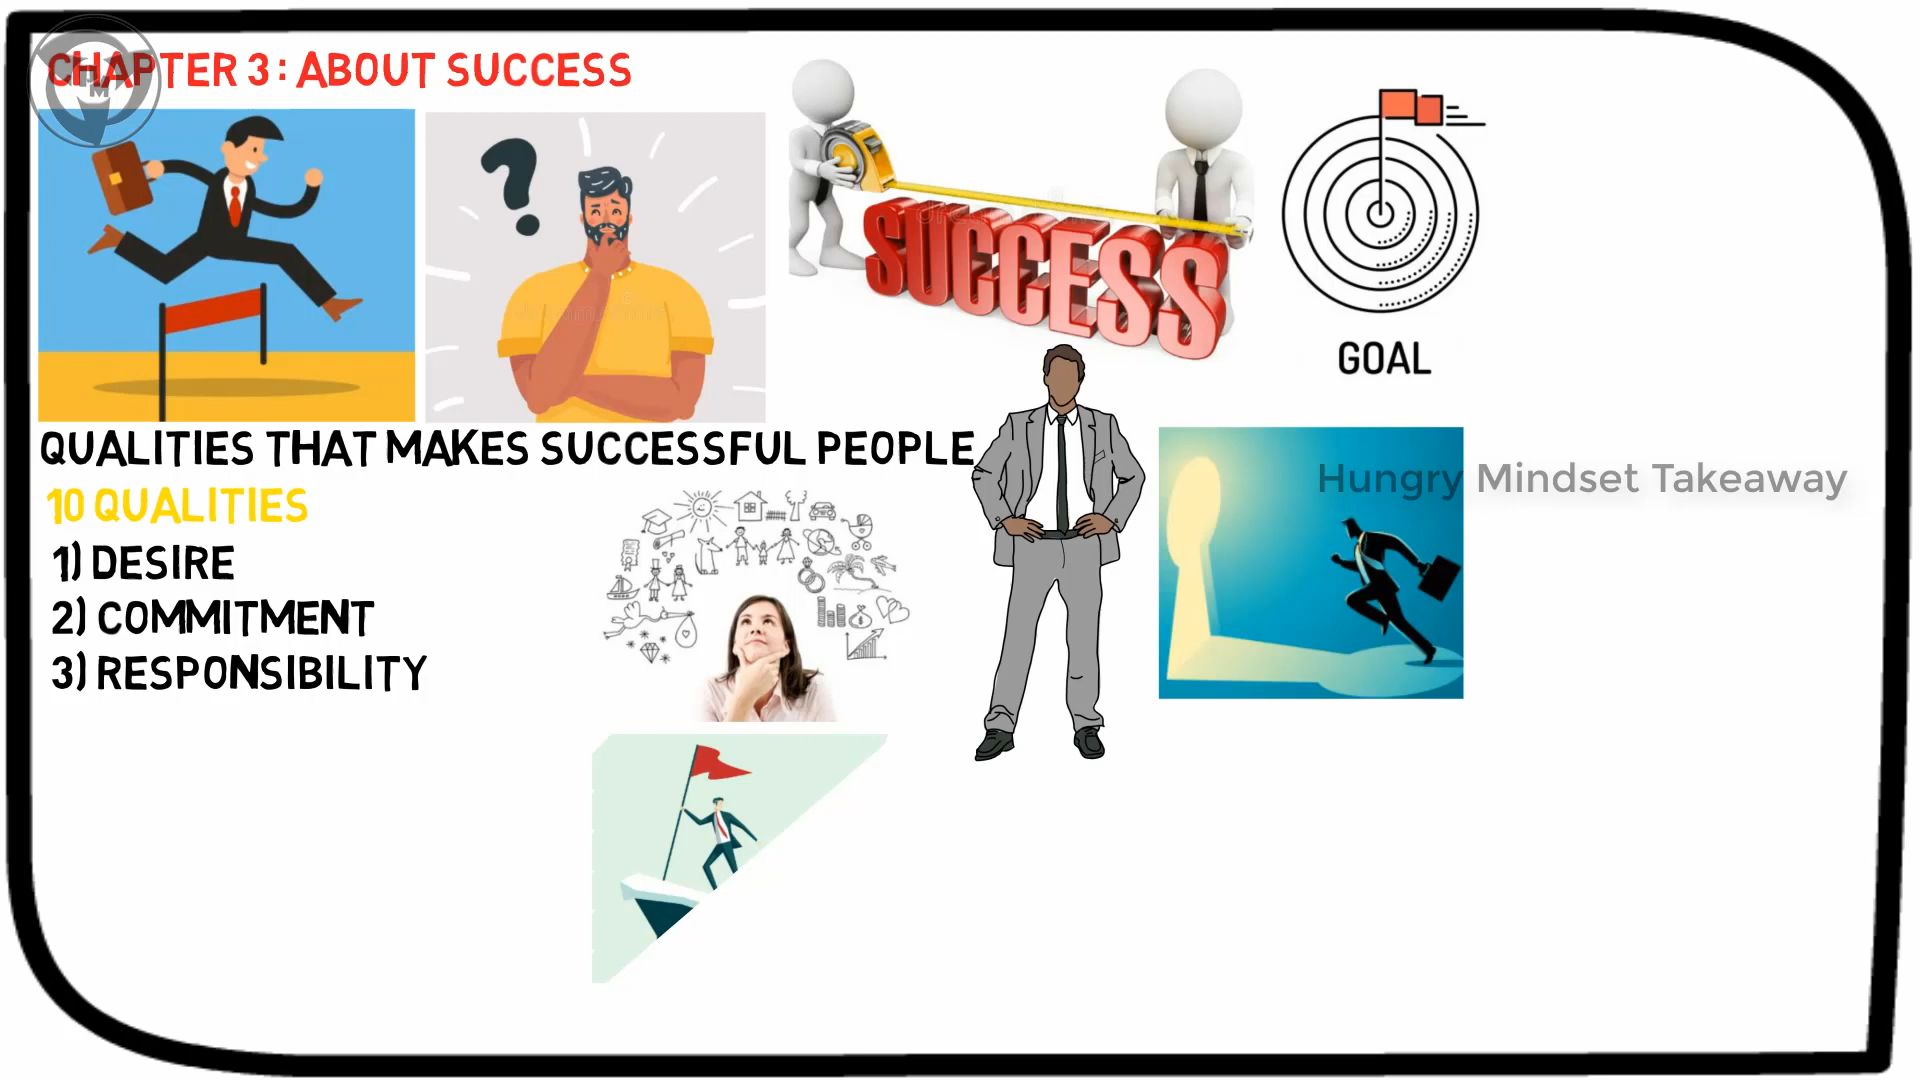 CHAPTER 3 : ABOUT SUCCESS
SUCCESS
GOAL
QUALITIES THAT MAKES SUCCESSFUL PEOPLE
Hungry Mindset Takeaway
10 QUALITIES
1) DESIRE
2) COMMITMENT
3) RESPONSIBILITY